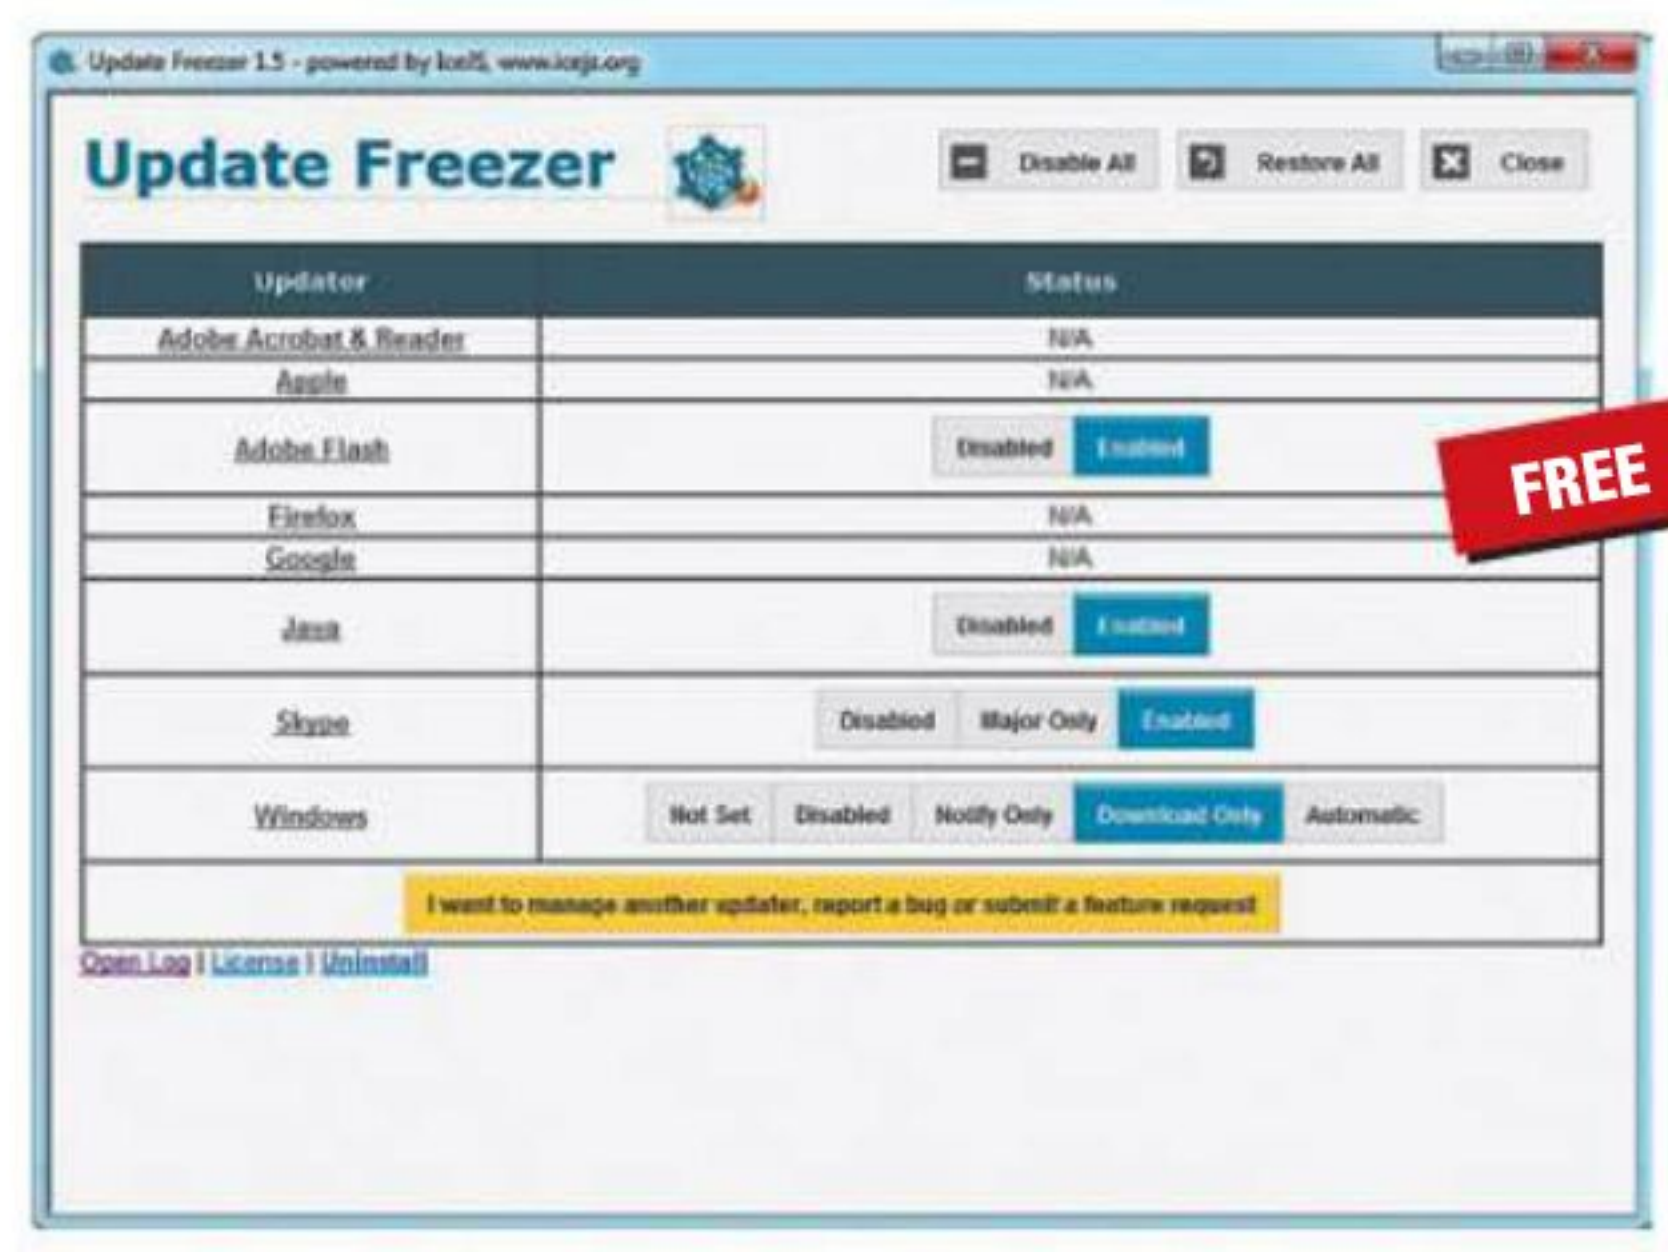 Update Freezer 1.5 - powered by IceJS, www.icejs.org
Update Freezer
Disable All
Restore All
Close
Updator Status
Adobe Acrobat & Reader N/A
Apple N/A
Adobe Flash Disabled Enabled
FREE
Firefox N/A
Google N/A
Java Disabled Enabled
Skype Disabled Major Only Enabled
Windows Not Set Disabled Notify Only Download Only Automatic
I want to manage another updater, report a bug or submit a feature request
Open Log | License | Uninstall